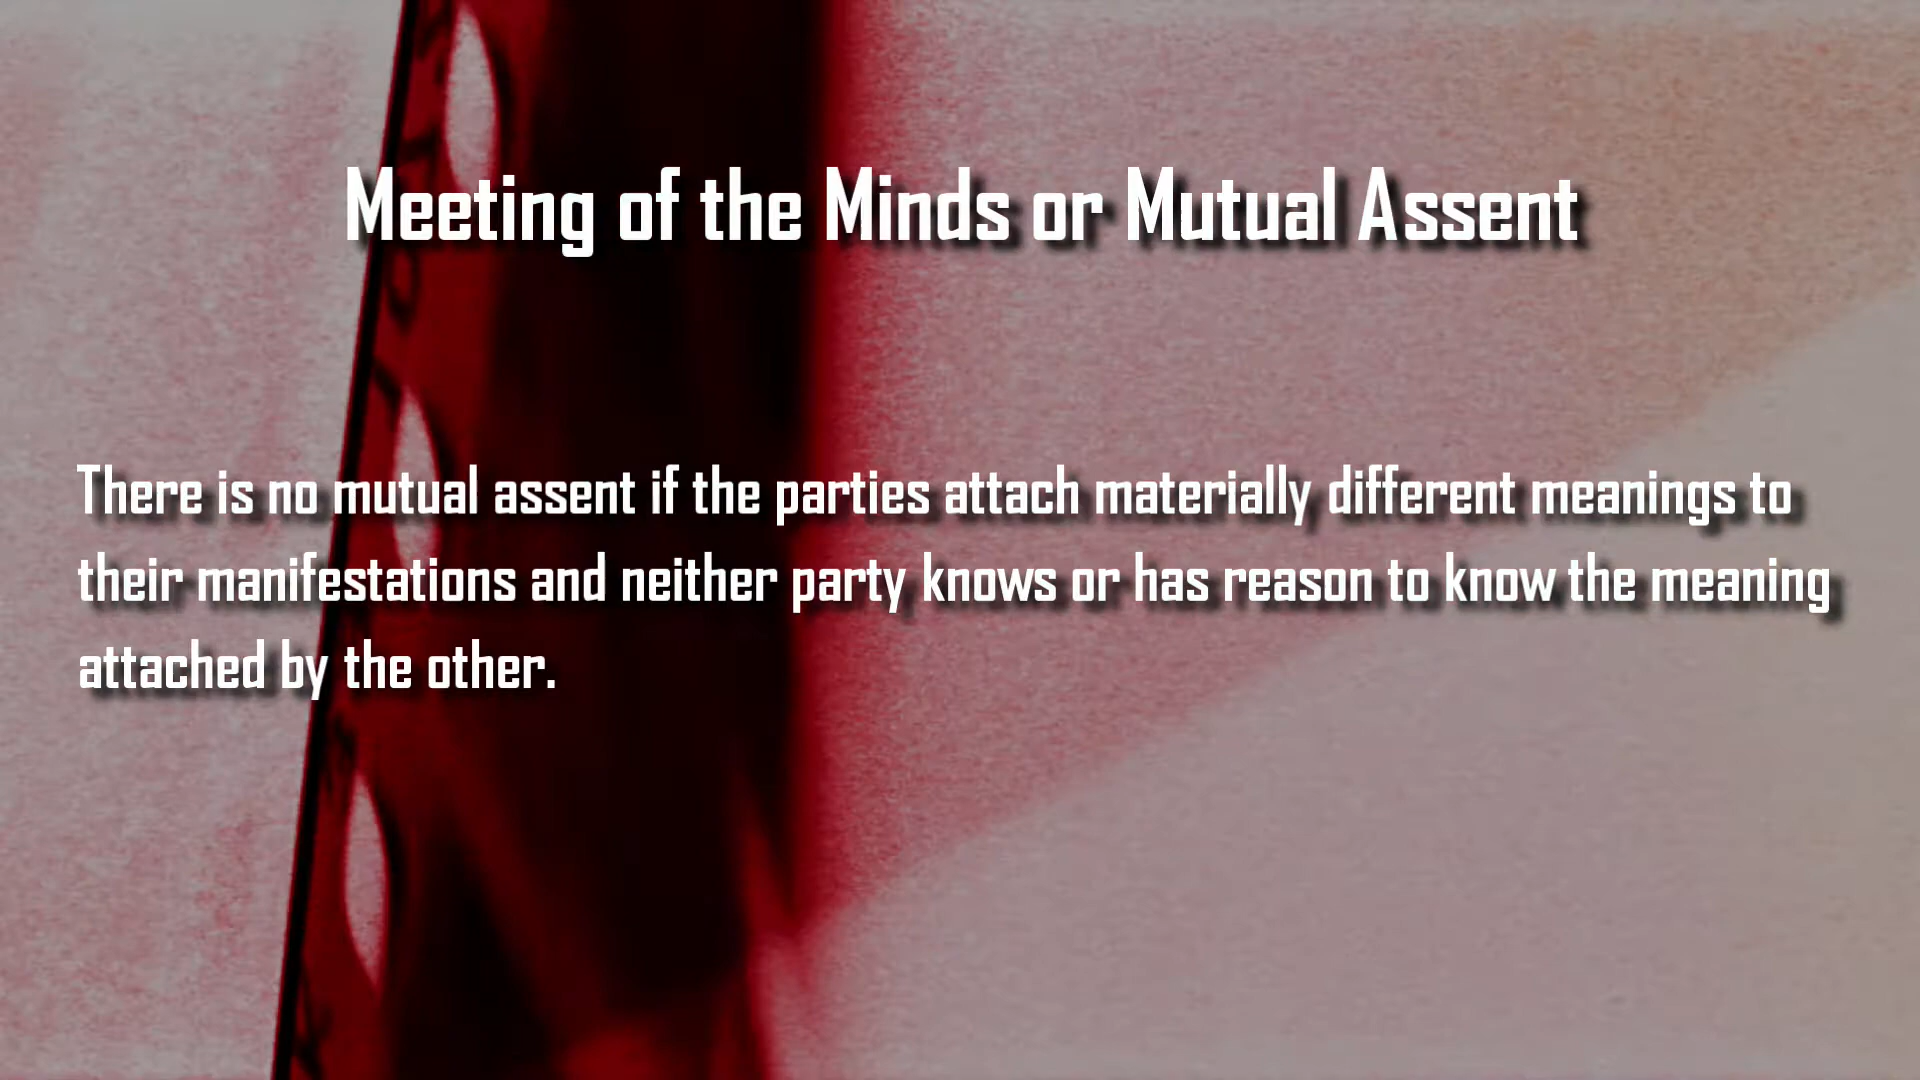 Meeting of the Minds or Mutual Assent
There is no mutual assent if the parties attach materially different meanings to
their manifestations and neither party knows or has reason to know the meaning
attached by the other.